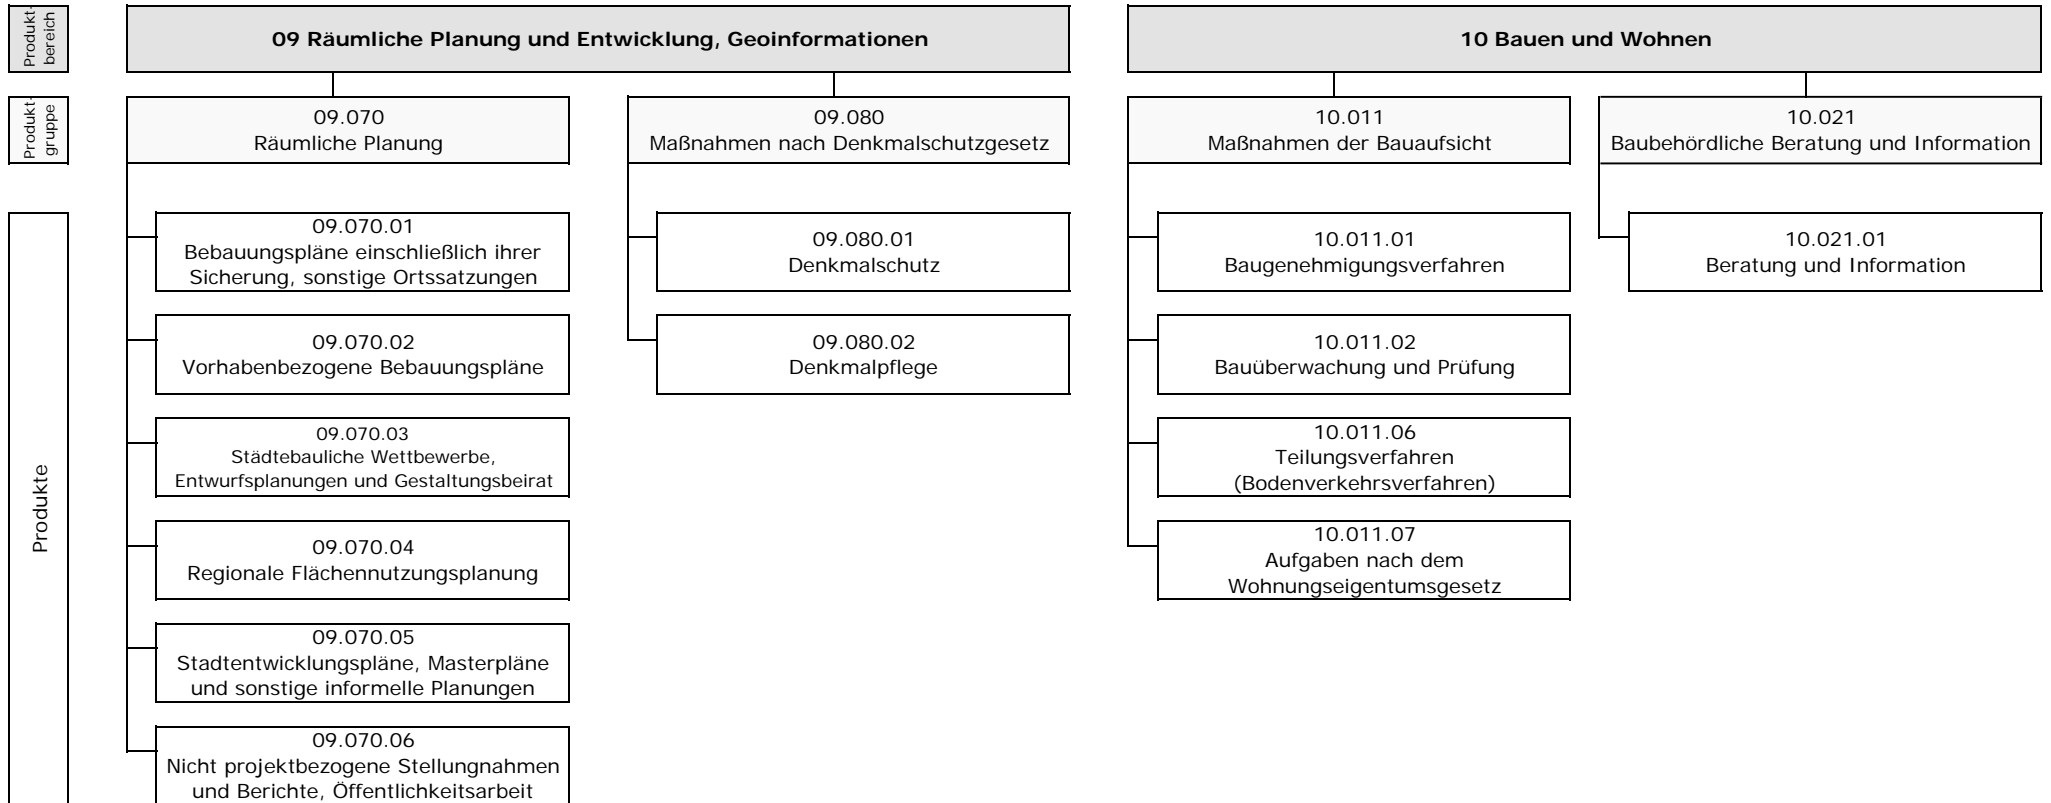 Produkt-
bereich
09 Räumliche Planung und Entwicklung, Geoinformationen
10 Bauen und Wohnen
Produkt-
gruppe
09.070
Räumliche Planung
09.080
Maßnahmen nach Denkmalschutzgesetz
10.011
Maßnahmen der Bauaufsicht
10.021
Baubehördliche Beratung und Information
Produkte
09.070.01
Bebauungspläne einschließlich ihrer
Sicherung, sonstige Ortssatzungen
09.070.02
Vorhabenbezogene Bebauungspläne
09.070.03
Städtebauliche Wettbewerbe,
Entwurfsplanungen und Gestaltungsbeirat
09.070.04
Regionale Flächennutzungsplanung
09.070.05
Stadtentwicklungspläne, Masterpläne
und sonstige informelle Planungen
09.070.06
Nicht projektbezogene Stellungnahmen
und Berichte, Öffentlichkeitsarbeit
09.080.01
Denkmalschutz
09.080.02
Denkmalpflege
10.011.01
Baugenehmigungsverfahren
10.011.02
Bauüberwachung und Prüfung
10.011.06
Teilungsverfahren
(Bodenverkehrsverfahren)
10.011.07
Aufgaben nach dem
Wohnungseigentumsgesetz
10.021.01
Beratung und Information